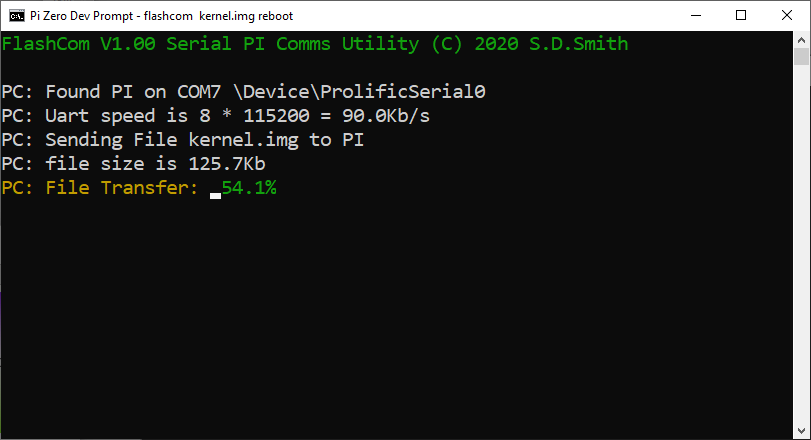 Pi Zero Dev Prompt - flashcom  kernel.img reboot
FlashCom V1.00 Serial PI Comms Utility (C) 2020 S.D.Smith
PC: Found PI on COM7 \Device\ProlificSerial0
PC: Uart speed is 8 * 115200 = 90.0Kb/s
PC: Sending File kernel.img to PI
PC: file size is 125.7Kb
PC: File Transfer:  54.1%